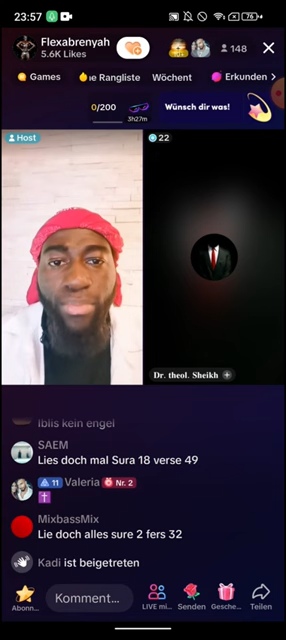 23:57
76
Flexabrenyah
5.6K Likes
148
Games
ne Rangliste
Wöchent
Erkunden
0/200
3h27m
Wünsch dir was!
Host
22
Dr. theol. Sheikh
Iblis kein engel
SAEM
Lies doch mal Sura 18 verse 49
11 Valeria Nr. 2
MixbassMix
Lie doch alles sure 2 fers 32
Kadi ist beigetreten
Abonn...
Komment...
LIVE mi...
Senden
Gesche...
Teilen